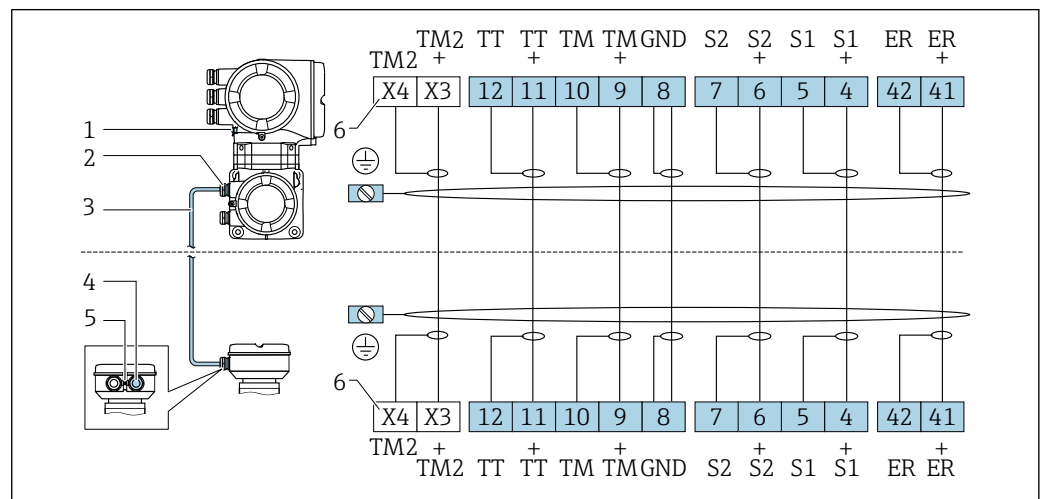 TM2 TT TT TM TM GND S2 S2 S1 S1 ER ER
TM2 + + + + + +
X4 X3 12 11 10 9 8 7 6 5 4 42 41
1
6
2
3
4
5
6
X4 X3 12 11 10 9 8 7 6 5 4 42 41
TM2 + + + + + +
TM2 TT TT TM TM GND S2 S2 S1 S1 ER ER